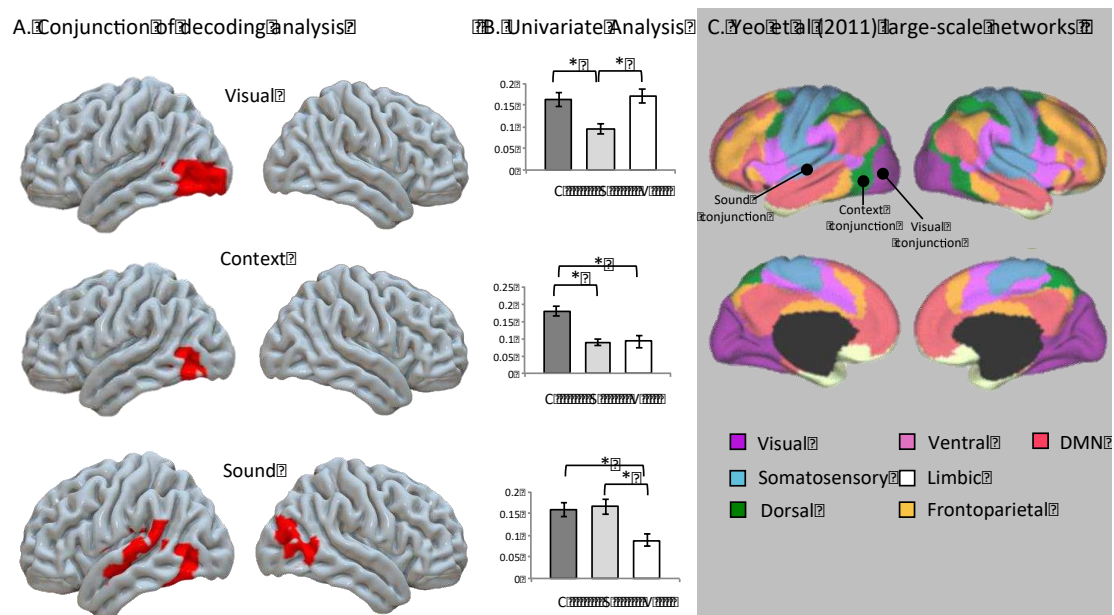 A. Conjunction of decoding analysis
B. Univariate Analysis
C. Yeo et al (2011) large-scale networks
Visual
* *
0.2
0.15
0.1
0.05
0
C S V
Sound conjunction
Context conjunction
Visual conjunction
Context
*
*
0.25
0.2
0.15
0.1
0.05
0
C S V
Visual Ventral DMN
Somatosensory Limbic
Dorsal Frontoparietal
Sound
*
*
0.2
0.15
0.1
0.05
0
C S V